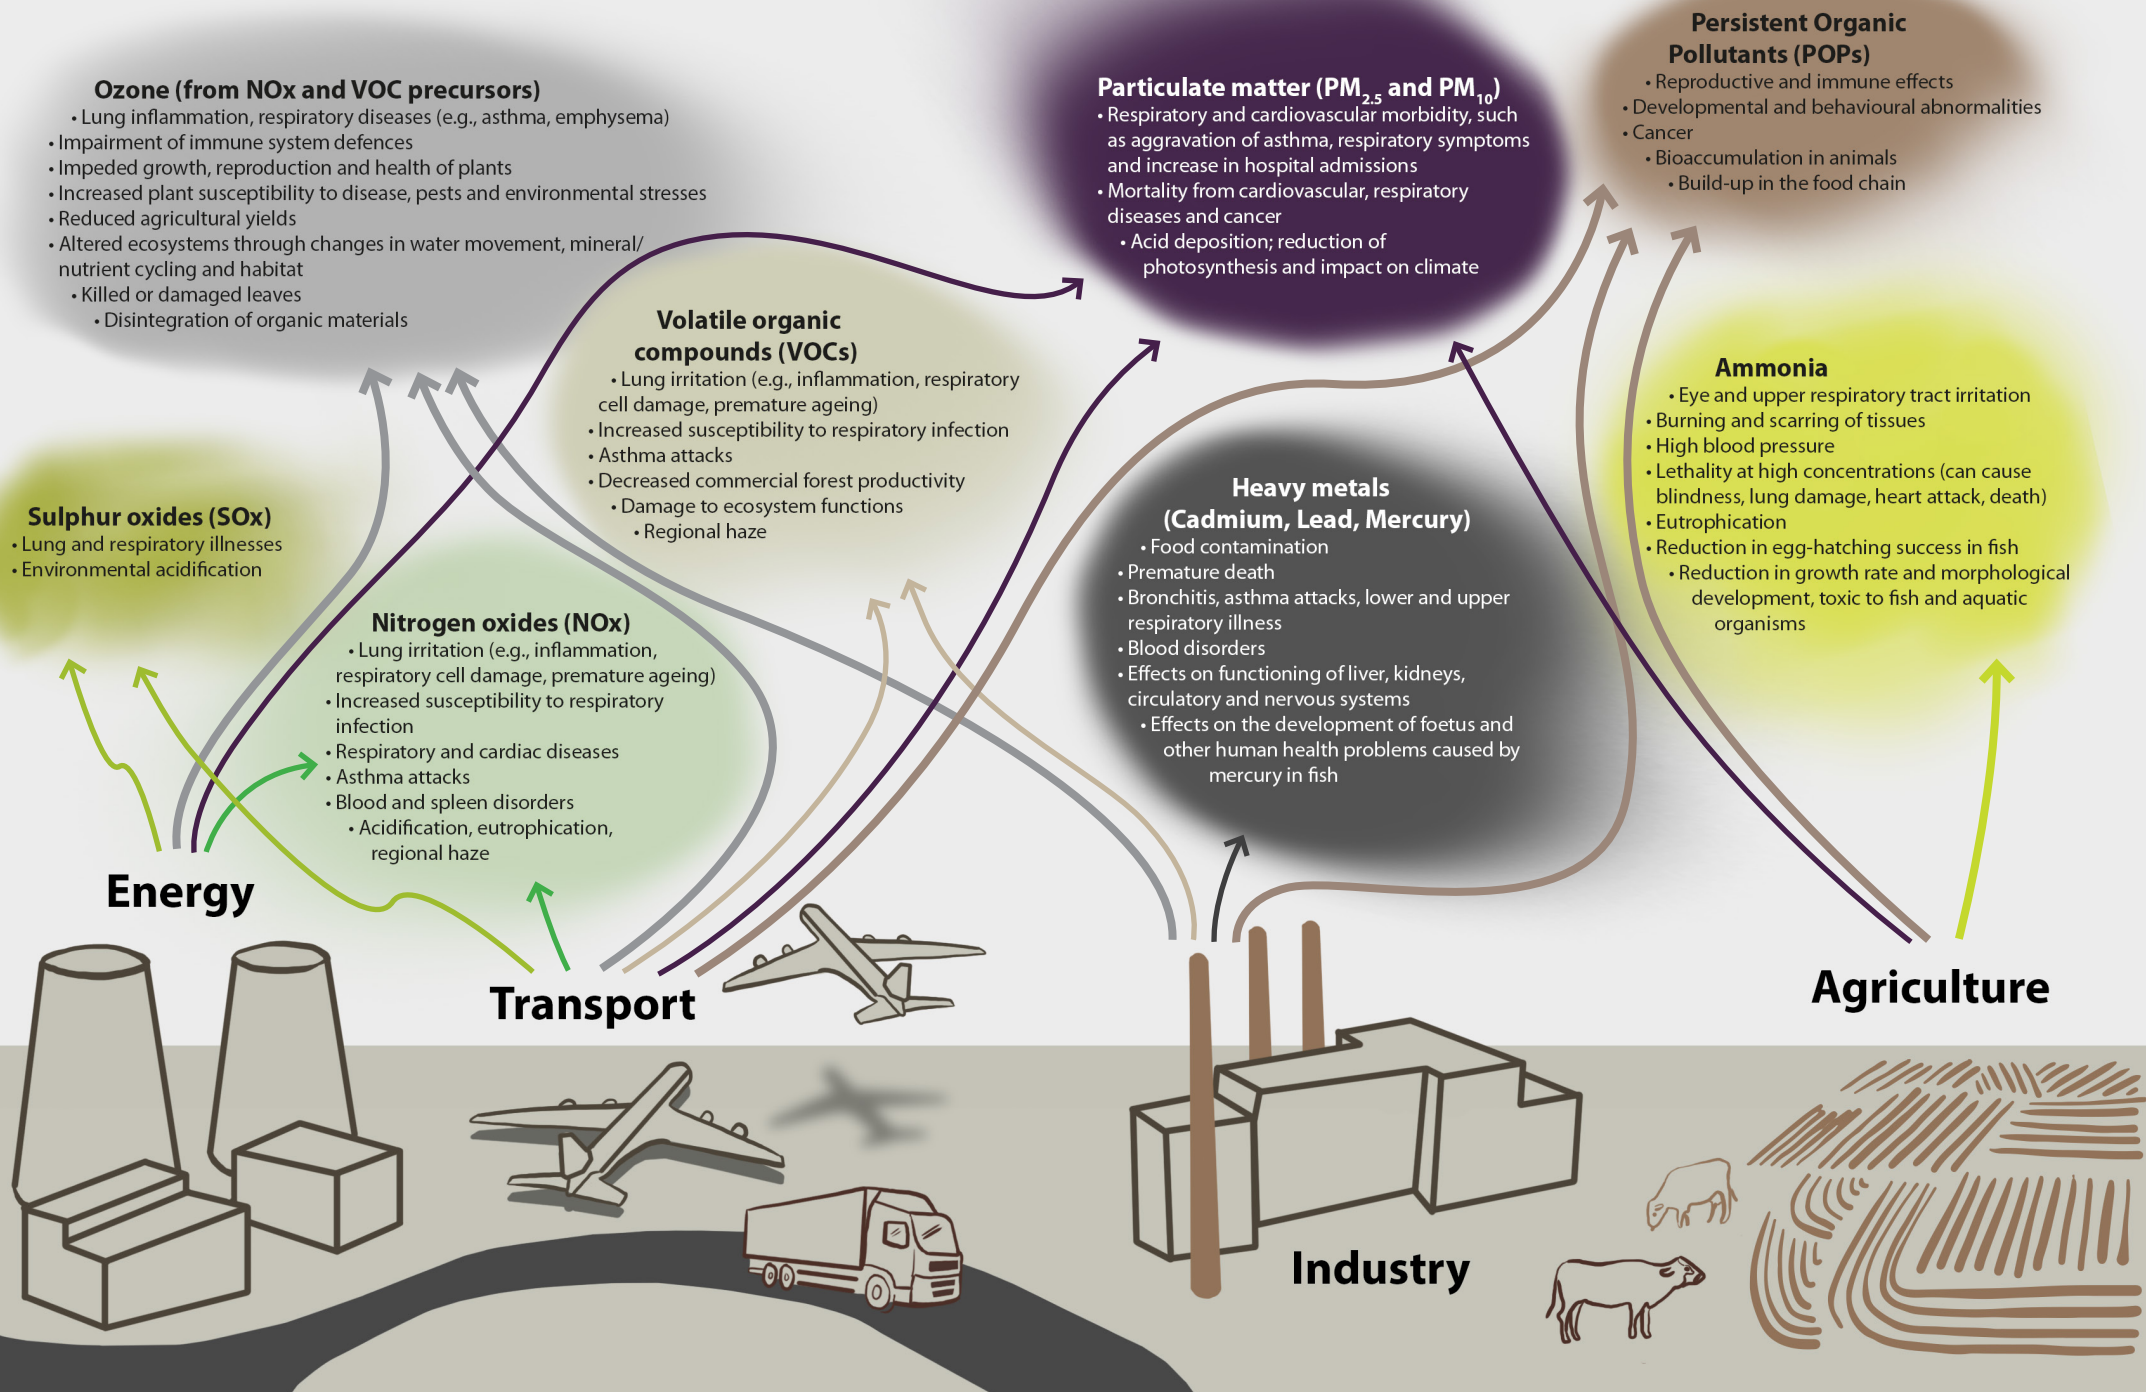 Ozone (from NOx and VOC precursors)
• Lung inflammation, respiratory diseases (e.g., asthma, emphysema)
• Impairment of immune system defences
• Impeded growth, reproduction and health of plants
• Increased plant susceptibility to disease, pests and environmental stresses
• Reduced agricultural yields
• Altered ecosystems through changes in water movement, mineral/
nutrient cycling and habitat
• Killed or damaged leaves
• Disintegration of organic materials
Particulate matter (PM2.5 and PM10)
• Respiratory and cardiovascular morbidity, such
as aggravation of asthma, respiratory symptoms
and increase in hospital admissions
• Mortality from cardiovascular, respiratory
diseases and cancer
• Acid deposition; reduction of
photosynthesis and impact on climate
Persistent Organic
Pollutants (POPs)
• Reproductive and immune effects
• Developmental and behavioural abnormalities
• Cancer
• Bioaccumulation in animals
• Build-up in the food chain
Volatile organic
compounds (VOCs)
• Lung irritation (e.g., inflammation, respiratory
cell damage, premature ageing)
• Increased susceptibility to respiratory infection
• Asthma attacks
• Decreased commercial forest productivity
• Damage to ecosystem functions
• Regional haze
Ammonia
• Eye and upper respiratory tract irritation
• Burning and scarring of tissues
• High blood pressure
• Lethality at high concentrations (can cause
blindness, lung damage, heart attack, death)
• Eutrophication
• Reduction in egg-hatching success in fish
• Reduction in growth rate and morphological
development, toxic to fish and aquatic
organisms
Sulphur oxides (SOx)
• Lung and respiratory illnesses
• Environmental acidification
Heavy metals
(Cadmium, Lead, Mercury)
• Food contamination
• Premature death
• Bronchitis, asthma attacks, lower and upper
respiratory illness
• Blood disorders
• Effects on functioning of liver, kidneys,
circulatory and nervous systems
• Effects on the development of foetus and
other human health problems caused by
mercury in fish
Nitrogen oxides (NOx)
• Lung irritation (e.g., inflammation,
respiratory cell damage, premature ageing)
• Increased susceptibility to respiratory
infection
• Respiratory and cardiac diseases
• Asthma attacks
• Blood and spleen disorders
• Acidification, eutrophication,
regional haze
Energy
Transport
Agriculture
Industry